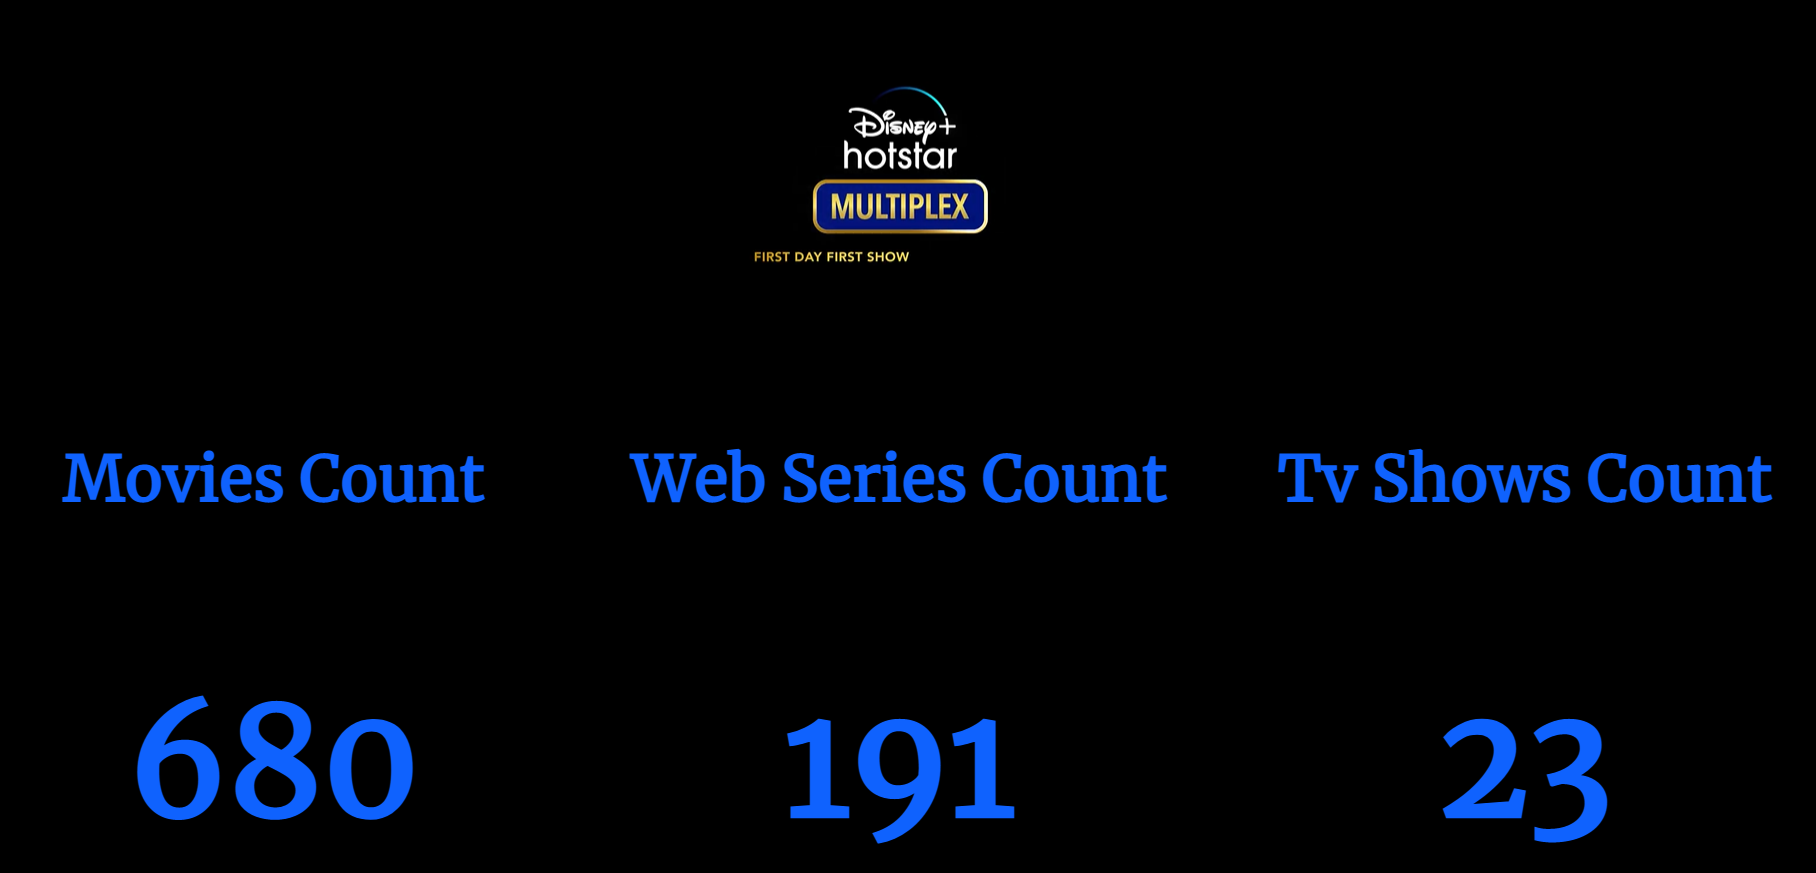 Disney+
hotstar
MULTIPLEX
FIRST DAY FIRST SHOW
Movies Count
Web Series Count
Tv Shows Count
680
191
23